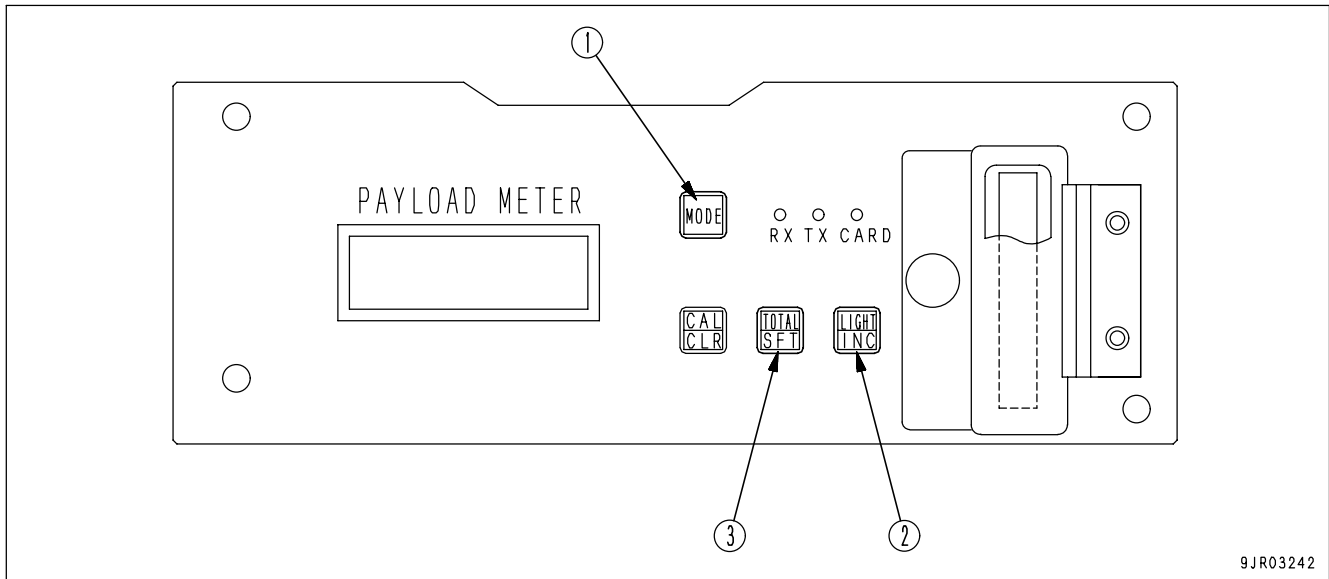 1
PAYLOAD METER
MODE
RX TX CARD
CAL
CLR
TOTAL
SFT
LIGHT
INC
3
2
9JR03242